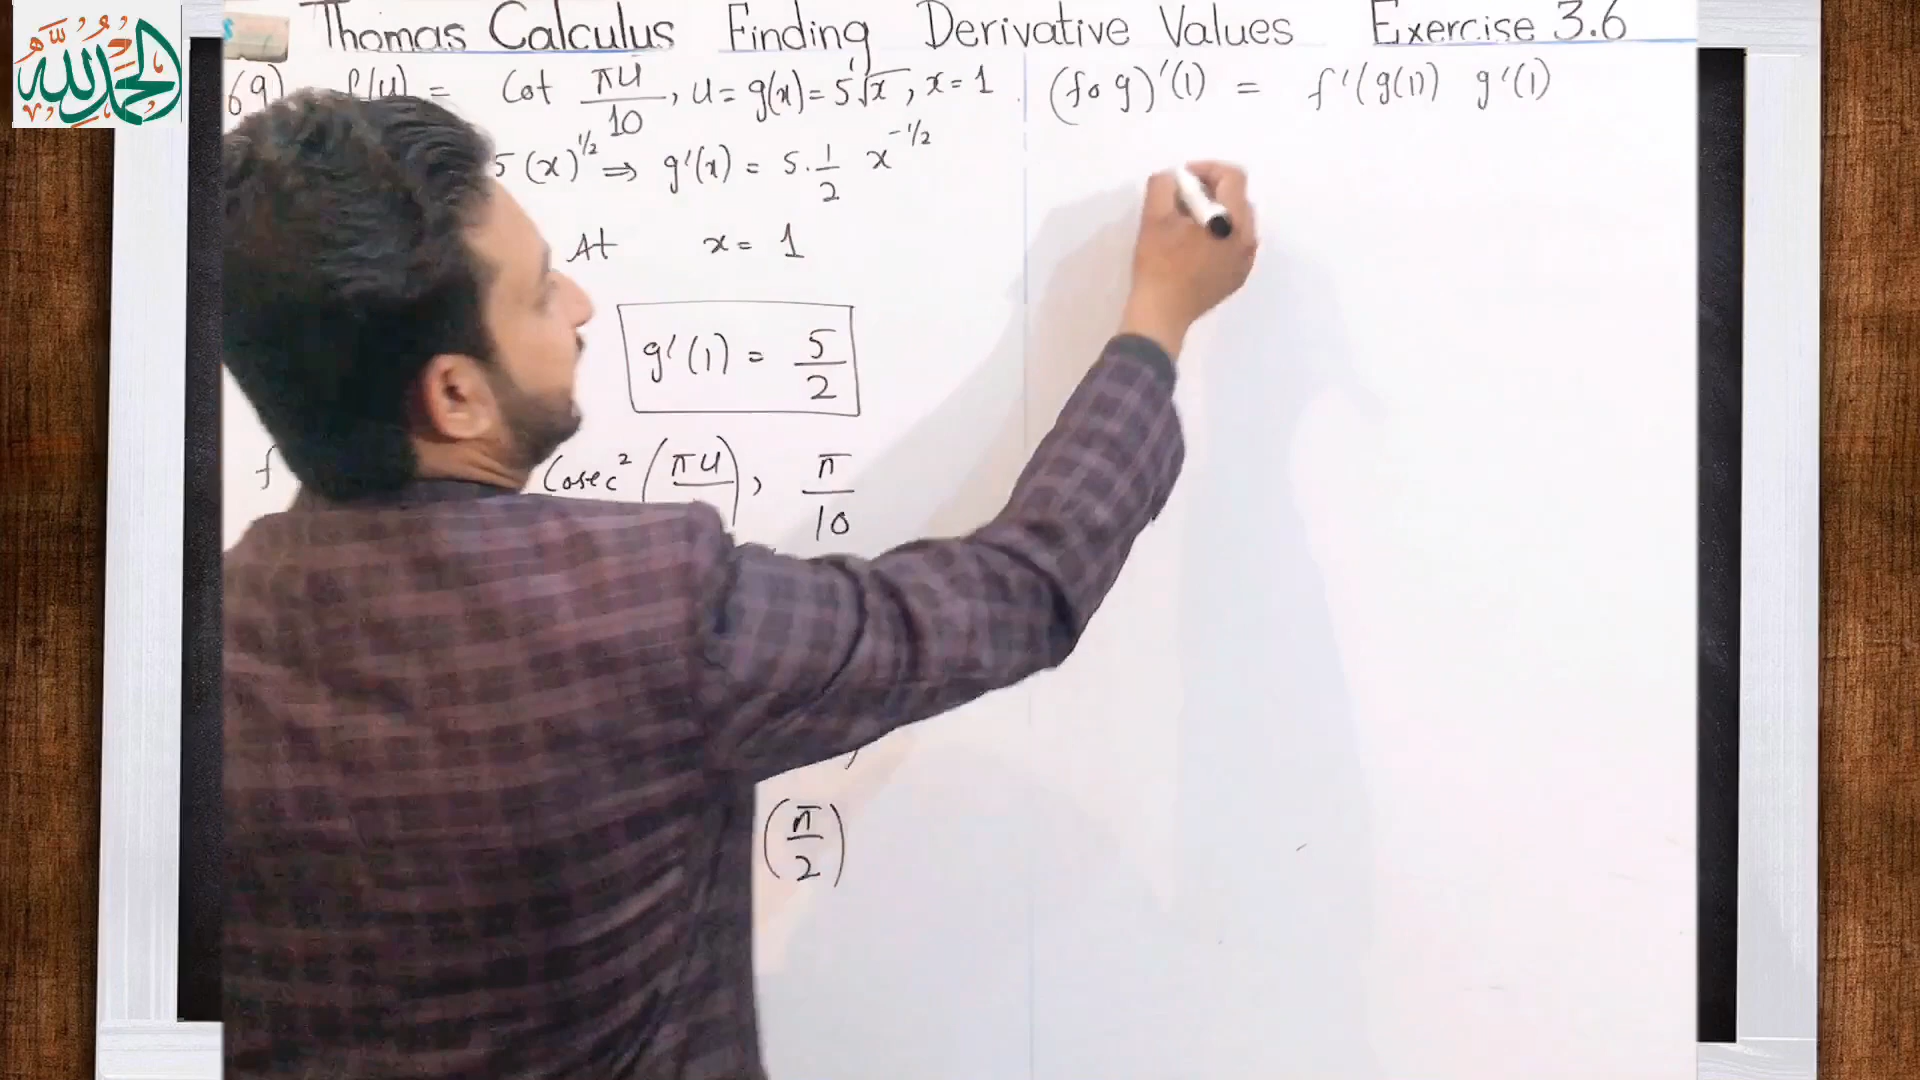 الحمد لله
Thomas Calculus Finding Derivative Values Exercise 3.6
69) f(u) = Cot πu/10, u = g(x) = 5√x, x = 1
5 (x)^1/2 ⇒ g'(x) = 5 . 1/2 x^-1/2
At x = 1
g'(1) = 5/2
f Cosec² (πu ), π/10
(π/2)
(fog)'(1) = f'(g(1)) g'(1)